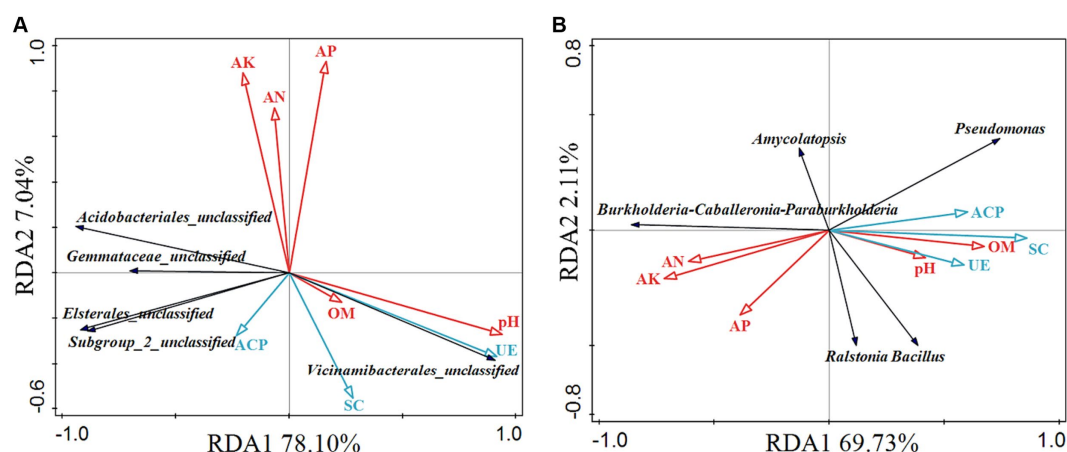 A
1.0
AK
AP
AN
RDA2 7.04%
Acidobacteriales_unclassified
Gemmataceae_unclassified
Elsterales_unclassified
OM
pH
Subgroup_2_unclassified
ACP
UE
Vicinamibacterales_unclassified
SC
-0.6
-1.0
RDA1 78.10%
1.0
B
0.8
Amycolatopsis
Pseudomonas
RDA2 2.11%
Burkholderia-Caballeronia-Paraburkholderia
ACP
OM
SC
AN
pH
UE
AK
AP
Ralstonia
Bacillus
-0.8
-1.0
RDA1 69.73%
1.0